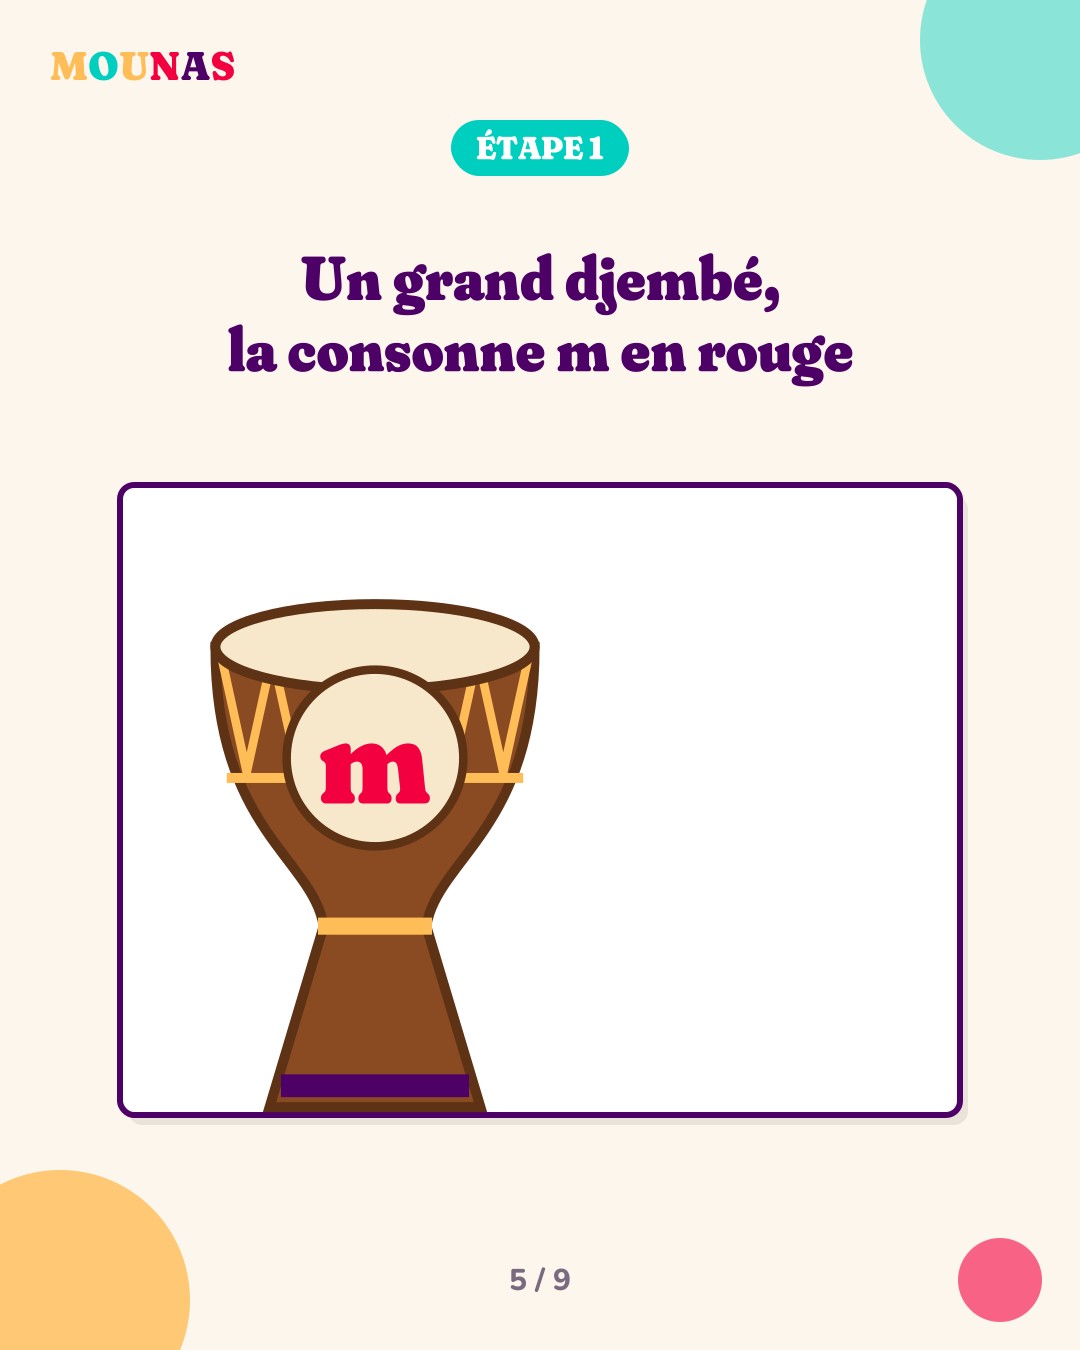 MOUNAS
ÉTAPE 1
Un grand djembé,
la consonne m en rouge
m
5 / 9